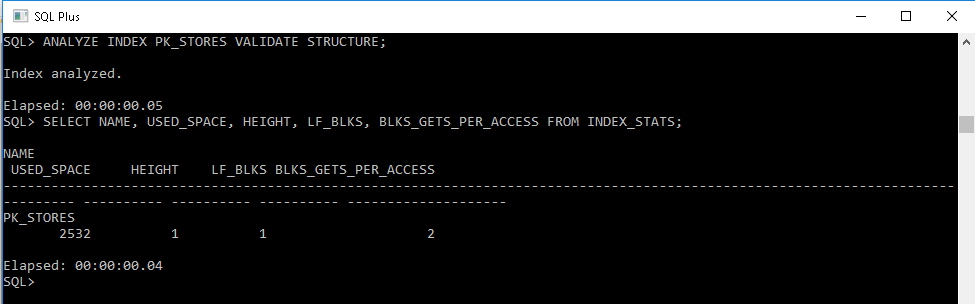 SQL Plus
SQL> ANALYZE INDEX PK_STORES VALIDATE STRUCTURE;
Index analyzed.
Elapsed: 00:00:00.05
SQL> SELECT NAME, USED_SPACE, HEIGHT, LF_BLKS, BLKS_GETS_PER_ACCESS FROM INDEX_STATS;
NAME
 USED_SPACE     HEIGHT    LF_BLKS BLKS_GETS_PER_ACCESS
-----------------------------------------------------------------------------------------------------------------------
--------- ---------- ---------- ---------- --------------------
PK_STORES
       2532          1          1                    2
Elapsed: 00:00:00.04
SQL>